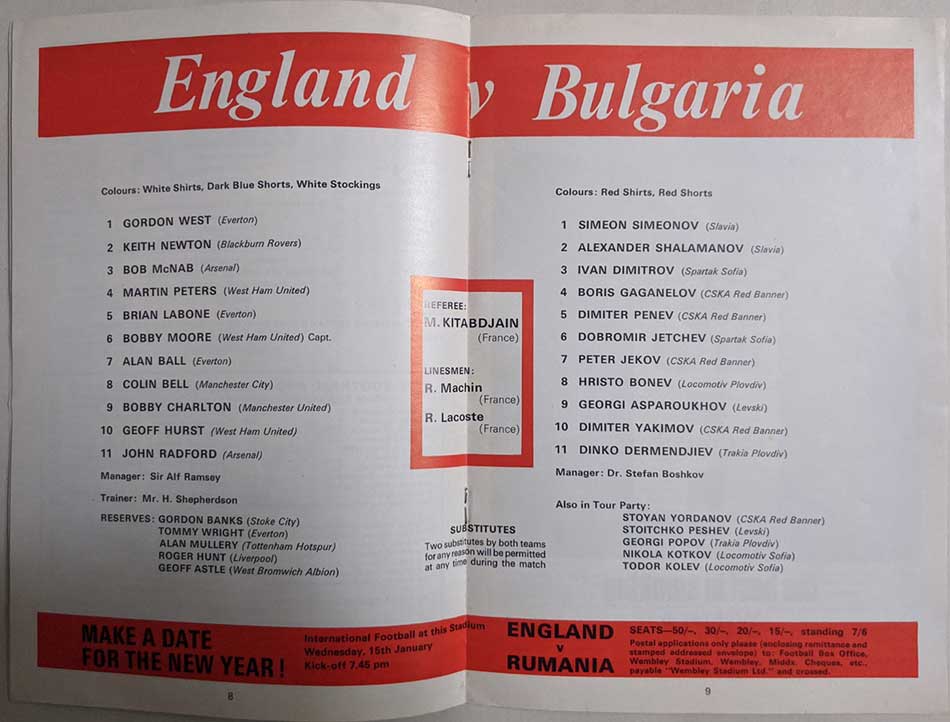 England v Bulgaria
Colours: White Shirts, Dark Blue Shorts, White Stockings
1 GORDON WEST (Everton)
2 KEITH NEWTON (Blackburn Rovers)
3 BOB McNAB (Arsenal)
4 MARTIN PETERS (West Ham United)
5 BRIAN LABONE (Everton)
6 BOBBY MOORE (West Ham United) Capt.
7 ALAN BALL (Everton)
8 COLIN BELL (Manchester City)
9 BOBBY CHARLTON (Manchester United)
10 GEOFF HURST (West Ham United)
11 JOHN RADFORD (Arsenal)
Manager: Sir Alf Ramsey
Trainer: Mr. H. Shepherdson
RESERVES: GORDON BANKS (Stoke City)
TOMMY WRIGHT (Everton)
ALAN MULLERY (Tottenham Hotspur)
ROGER HUNT (Liverpool)
GEOFF ASTLE (West Bromwich Albion)
REFEREE:
M. KITABDJAIN
(France)
LINESMEN:
R. Machin
(France)
R. Lacoste
(France)
SUBSTITUTES
Two substitutes by both teams
for any reason will be permitted
at any time during the match
Colours: Red Shirts, Red Shorts
1 SIMEON SIMEONOV (Slavia)
2 ALEXANDER SHALAMANOV (Slavia)
3 IVAN DIMITROV (Spartak Sofia)
4 BORIS GAGANELOV (CSKA Red Banner)
5 DIMITER PENEV (CSKA Red Banner)
6 DOBROMIR JETCHEV (Spartak Sofia)
7 PETER JEKOV (CSKA Red Banner)
8 HRISTO BONEV (Locomotiv Plovdiv)
9 GEORGI ASPAROUKHOV (Levski)
10 DIMITER YAKIMOV (CSKA Red Banner)
11 DINKO DERMENDJIEV (Trakia Plovdiv)
Manager: Dr. Stefan Boshkov
Also in Tour Party:
STOYAN YORDANOV (CSKA Red Banner)
STOITCHKO PESHEV (Levski)
GEORGI POPOV (Trakia Plovdiv)
NIKOLA KOTKOV (Locomotiv Sofia)
TODOR KOLEV (Locomotiv Sofia)
MAKE A DATE
FOR THE NEW YEAR!
International Football at this Stadium
Wednesday, 15th January
Kick-off 7.45 pm
ENGLAND
v
RUMANIA
SEATS—50/-, 30/-, 20/-, 15/-, standing 7/6
Postal applications only please (enclosing remittance and
stamped addressed envelope) to: Football Box Office,
Wembley Stadium, Wembley, Middx. Cheques, etc.,
payable "Wembley Stadium Ltd." and crossed.
8
9